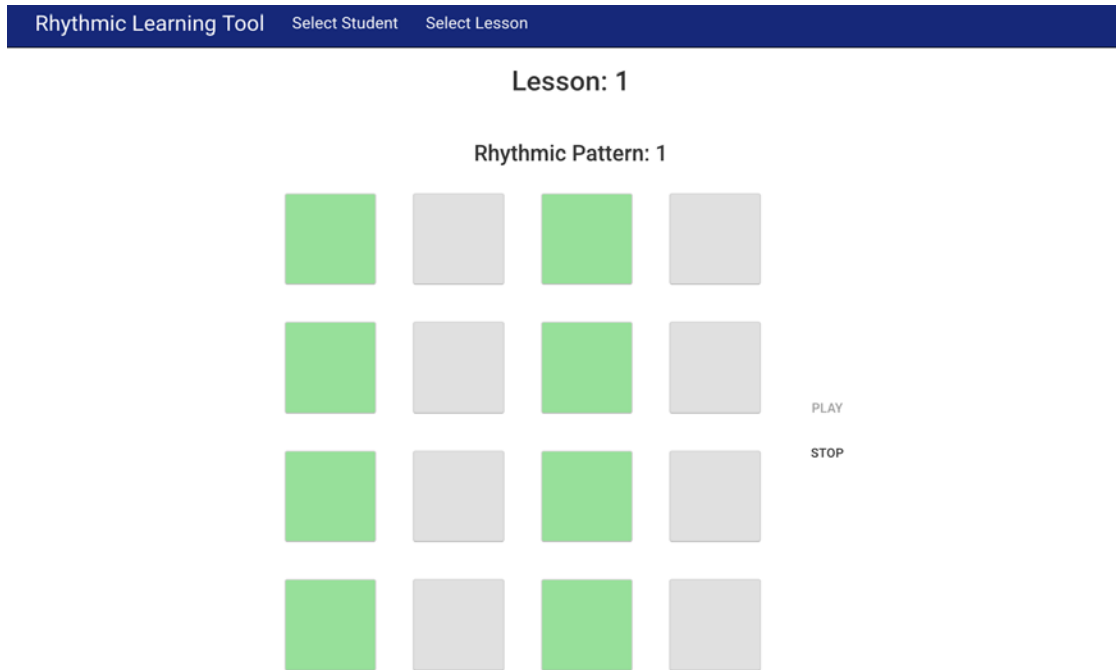 Rhythmic Learning Tool Select Student Select Lesson
Lesson: 1
Rhythmic Pattern: 1
PLAY
STOP